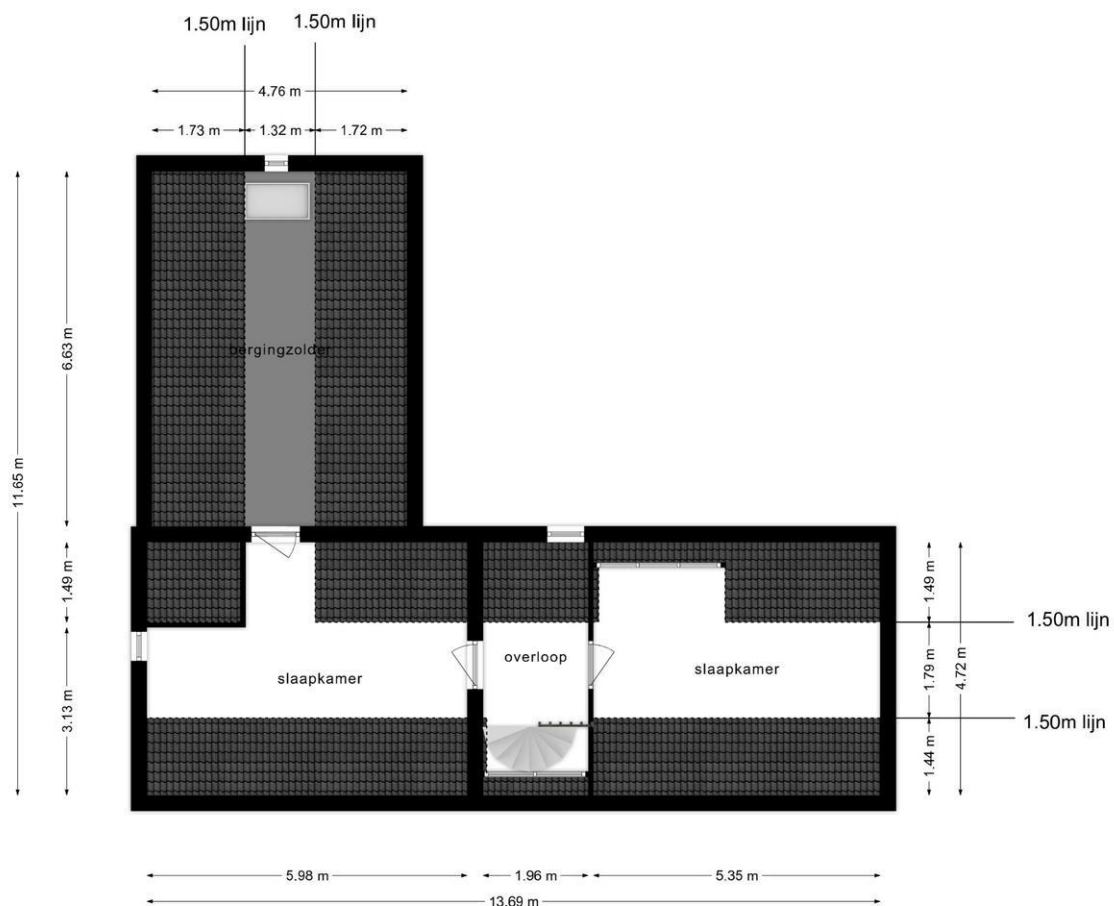 1.50m lijn
1.50m lijn
4.76 m
1.73 m
1.32 m
1.72 m
11.65 m
6.63 m
bergingzolder
1.49 m
3.13 m
1.49 m
1.79 m
4.72 m
1.44 m
1.50m lijn
1.50m lijn
slaapkamer
overloop
slaapkamer
5.98 m
1.96 m
5.35 m
13.69 m